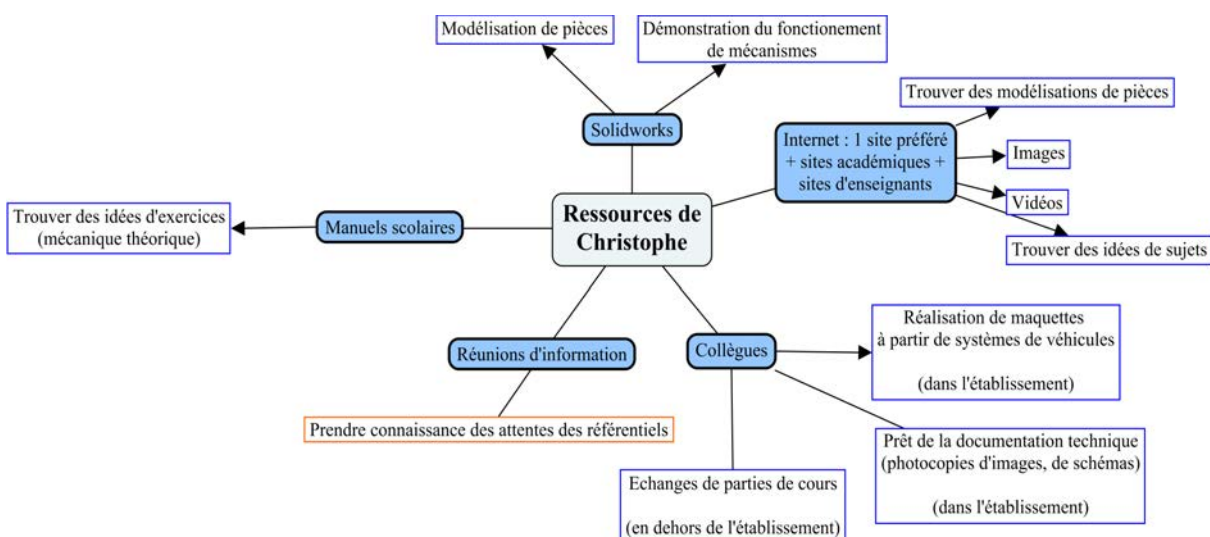 Modélisation de pièces
Démonstration du fonctionement
de mécanismes
Solidworks
Trouver des modélisations de pièces
Internet : 1 site préféré
+ sites académiques +
sites d'enseignants
Images
Vidéos
Trouver des idées de sujets
Trouver des idées d'exercices
(mécanique théorique)
Manuels scolaires
Ressources de
Christophe
Réunions d'information
Prendre connaissance des attentes des référentiels
Collègues
Réalisation de maquettes
à partir de systèmes de véhicules
(dans l'établissement)
Prêt de la documentation technique
(photocopies d'images, de schémas)
(dans l'établissement)
Echanges de parties de cours
(en dehors de l'établissement)